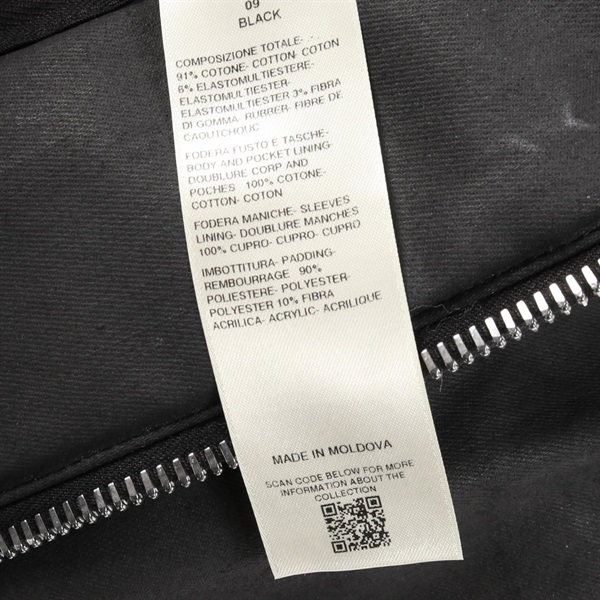 09
BLACK
COMPOSIZIONE TOTALE- . -
91% COTONE- COTTON- COTON
6% ELASTOMULTIESTERE-
ELASTOMULTIESTER-
ELASTOMULTIESTER 3% FIBRA
DI GOMMA- RUBBER- FIBRE DE
CAOUTCHOUC
FODERA FUSTO E TASCHE-
BODY AND POCKET LINING-
DOUBLURE CORP AND
POCHES 100% COTONE-
COTTON- COTON
FODERA MANICHE- SLEEVES
LINING- DOUBLURE MANCHES
100% CUPRO- CUPRO- CUPRO
IMBOTTITURA- PADDING-
REMBOURRAGE 90%
POLIESTERE- POLYESTER-
POLYESTER 10% FIBRA
ACRILICA- ACRYLIC- ACRILIQUE
MADE IN MOLDOVA
SCAN CODE BELOW FOR MORE
INFORMATION ABOUT THE
COLLECTION